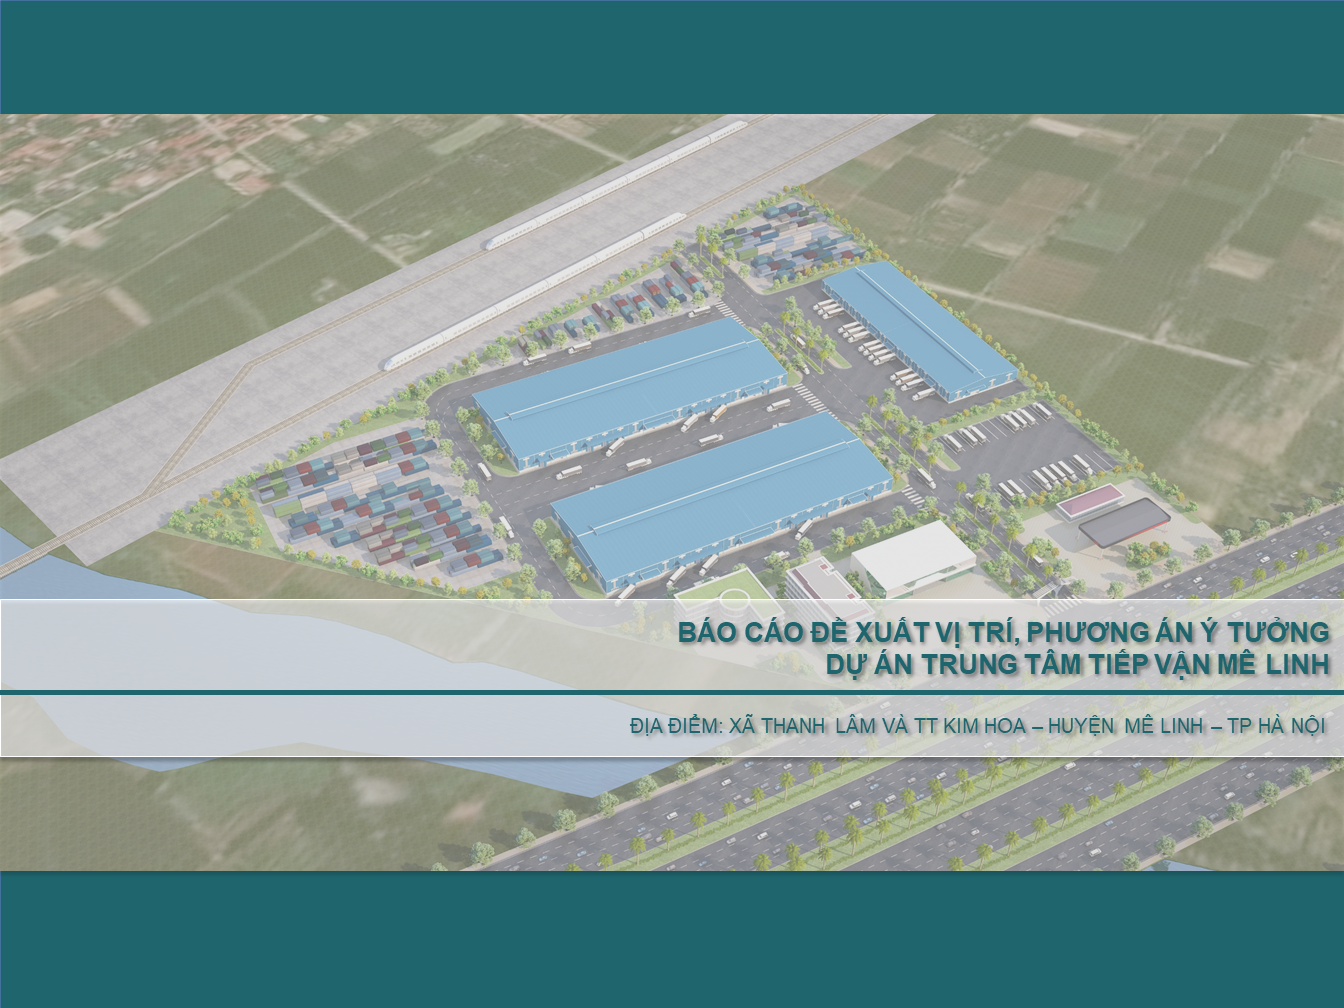 BÁO CÁO ĐỀ XUẤT VỊ TRÍ, PHƯƠNG ÁN Ý TƯỞNG
DỰ ÁN TRUNG TÂM TIẾP VẬN MÊ LINH
ĐỊA ĐIỂM: XÃ THANH LÂM VÀ TT KIM HOA – HUYỆN MÊ LINH – TP HÀ NỘI